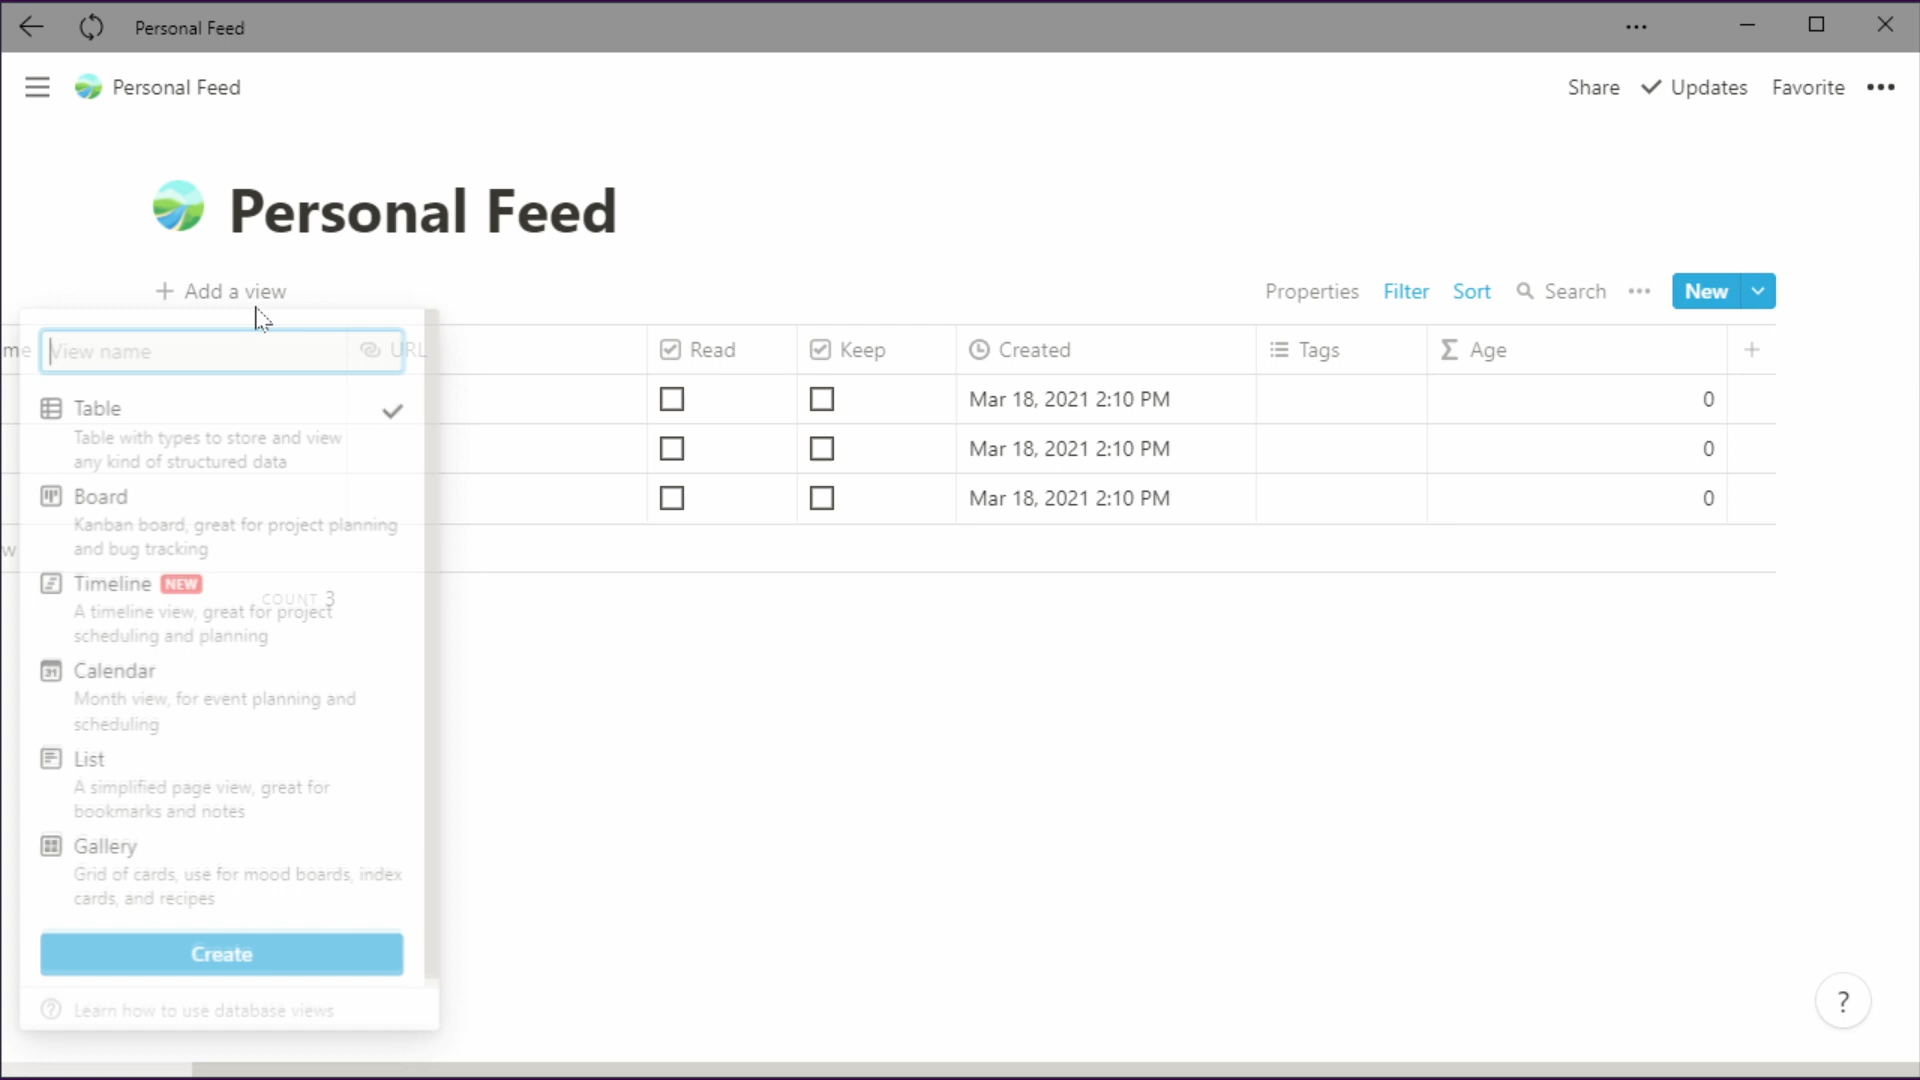 Personal Feed
Personal Feed
Share
Updates
Favorite
Personal Feed
Add a view
Properties
Filter
Sort
Search
New
me
View name
URL
Read
Keep
Created
Tags
Age
Table
Mar 18, 2021 2:10 PM
0
Table with types to store and view
any kind of structured data
Mar 18, 2021 2:10 PM
0
Board
Mar 18, 2021 2:10 PM
0
Kanban board, great for project planning
and bug tracking
w
Timeline NEW
COUNT 3
A timeline view, great for project
scheduling and planning
31
Calendar
Month view, for event planning and
scheduling
List
A simplified page view, great for
bookmarks and notes
Gallery
Grid of cards, use for mood boards, index
cards, and recipes
Create
Learn how to use database views
?